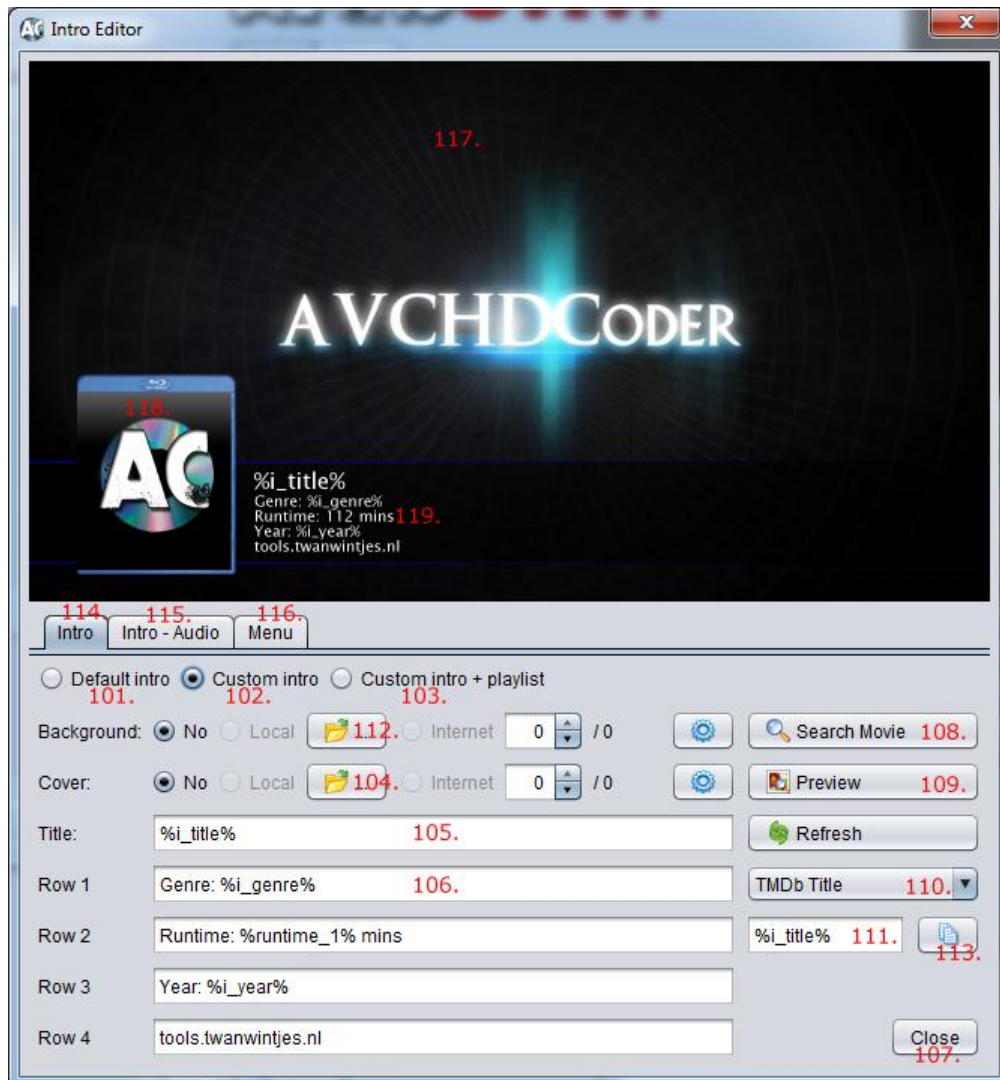 Intro Editor
117.
AVCHDCODER
118.
AC
%i_title%
Genre: %i_genre%
Runtime: 112 mins 119.
Year: %i_year%
tools.twanwintjes.nl
114. 115. 116.
Intro Intro - Audio Menu
Default intro Custom intro Custom intro + playlist
101. 102. 103.
Background: No Local 112. Internet 0 / 0 Search Movie 108.
Cover: No Local 104. Internet 0 / 0 Preview 109.
Title: %i_title% 105. Refresh
Row 1 Genre: %i_genre% 106. TMDb Title 110.
Row 2 Runtime: %runtime_1% mins %i_title% 111. 113.
Row 3 Year: %i_year%
Row 4 tools.twanwintjes.nl Close
107.